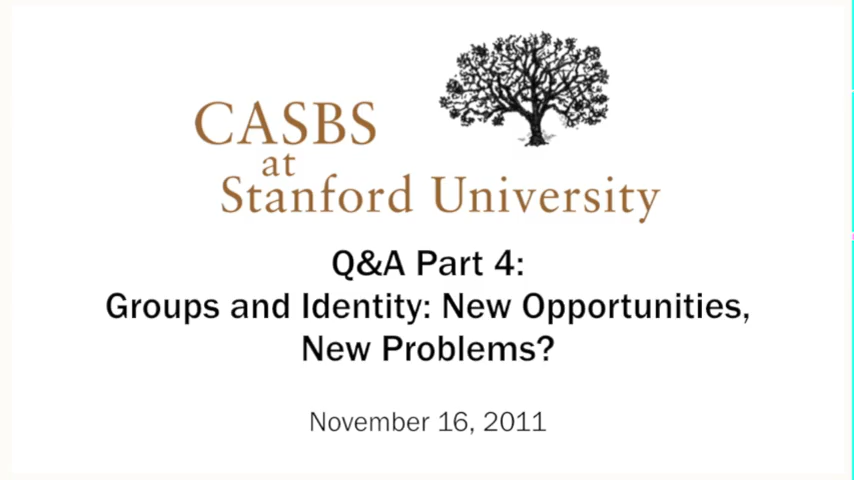 CASBS
at
Stanford University
Q&A Part 4:
Groups and Identity: New Opportunities,
New Problems?
November 16, 2011